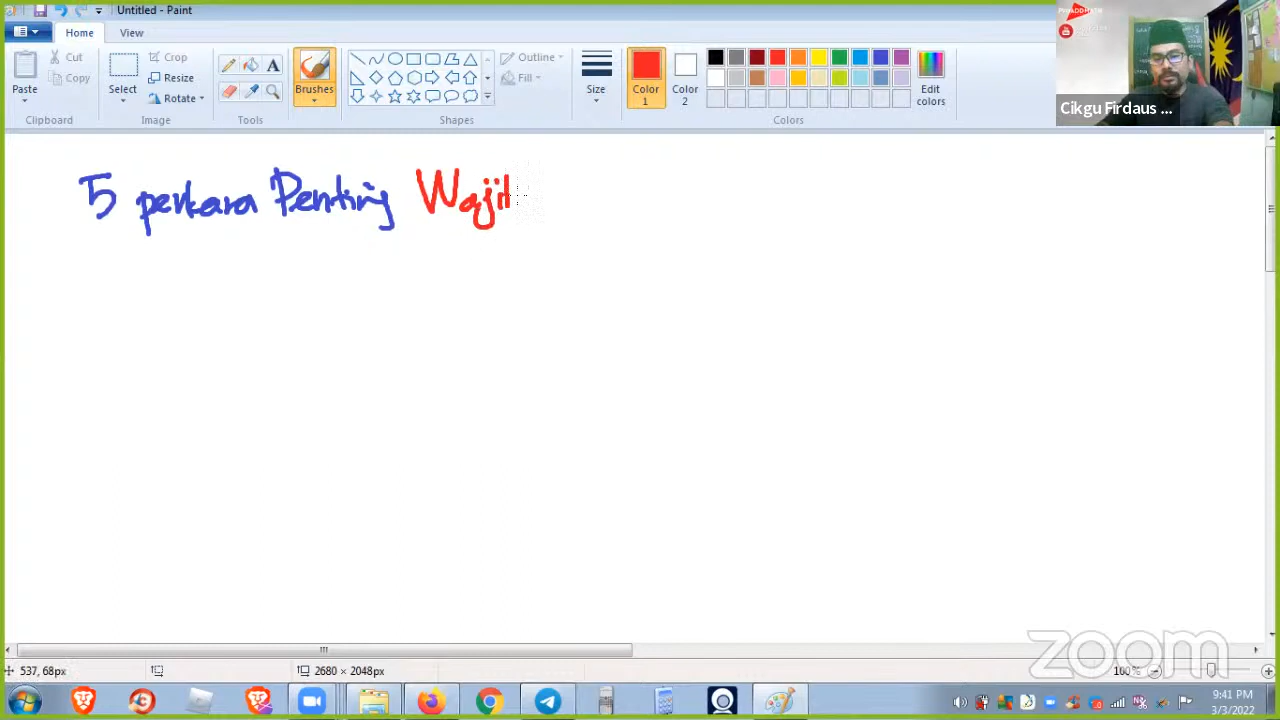 Untitled - Paint
Home
View
Cut
Copy
Paste
Clipboard
Crop
Resize
Rotate
Select
Image
Tools
Brushes
Shapes
Outline
Fill
Size
Color 1
Color 2
Edit colors
Colors
Cikgu Firdaus ...
5 perkara Penting Waji
zoom
537, 68px
2680 × 2048px
100%
9:41 PM
3/3/2022